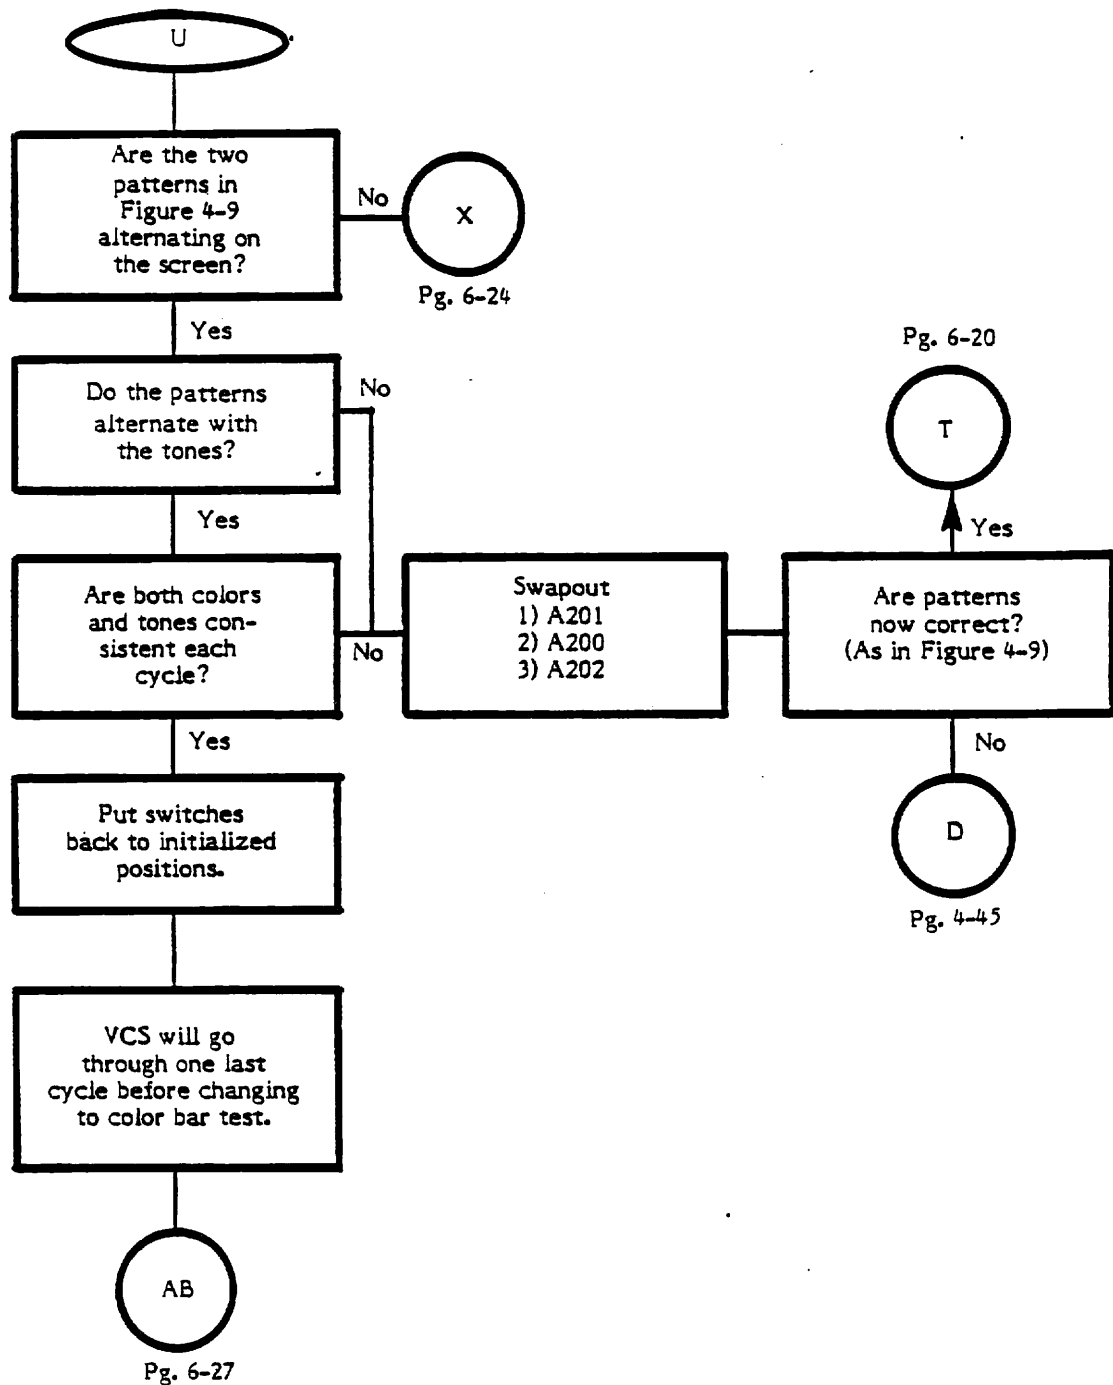 U
Are the two
patterns in
Figure 4-9
alternating on
the screen?
No
X
Pg. 6-24
Yes
Do the patterns
alternate with
the tones?
No
Yes
Are both colors
and tones con-
sistent each
cycle?
No
Swapout
1) A201
2) A200
3) A202
Pg. 6-20
T
Yes
Are patterns
now correct?
(As in Figure 4-9)
No
D
Pg. 4-45
Yes
Put switches
back to initialized
positions.
VCS will go
through one last
cycle before changing
to color bar test.
AB
Pg. 6-27